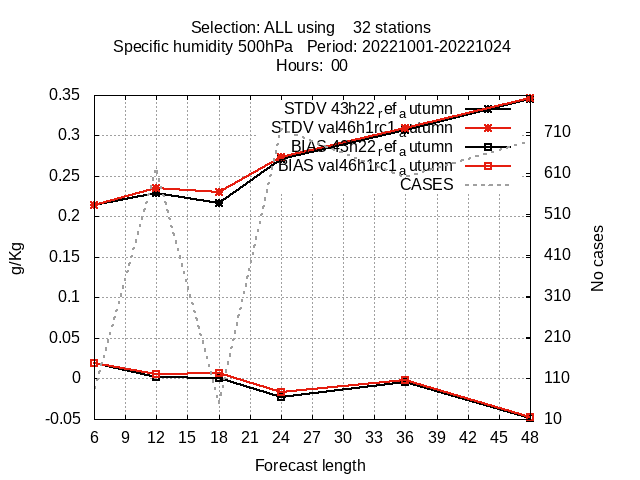 Selection: ALL using    32 stations
Specific humidity 500hPa   Period: 20221001-20221024
Hours:  00
0.35
0.3
0.25
0.2
0.15
0.1
0.05
0
-0.05
g/Kg
STDV 43h22_ref_autumn
STDV val46h1rc1_autumn
BIAS 43h22_ref_autumn
BIAS val46h1rc1_autumn
CASES
710
610
510
410
310
210
110
10
No cases
6 9 12 15 18 21 24 27 30 33 36 39 42 45 48
Forecast length